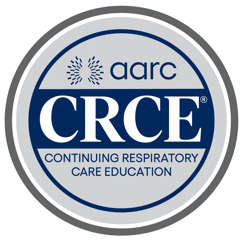 aarc
CRCE®
CONTINUING RESPIRATORY
CARE EDUCATION